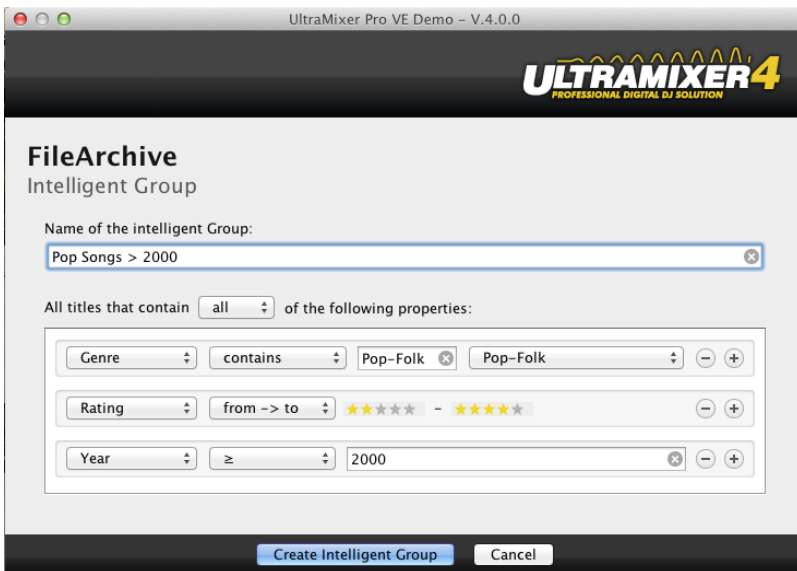 UltraMixer Pro VE Demo – V.4.0.0
ULTRAMIXER4
PROFESSIONAL DIGITAL DJ SOLUTION
FileArchive
Intelligent Group
Name of the intelligent Group:
Pop Songs > 2000
All titles that contain all of the following properties:
Genre contains Pop-Folk Pop-Folk
Rating from -> to -
Year ≥ 2000
Create Intelligent Group Cancel